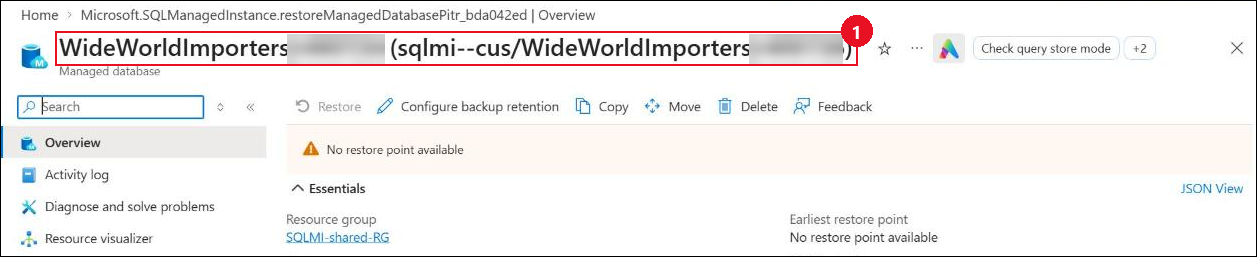 Home > Microsoft.SQLManagedInstance.restoreManagedDatabasePitr_bda042ed | Overview
WideWorldImporters (sqlmi--cus/WideWorldImporters )
1
Check query store mode
+2
Managed database
Search
Restore
Configure backup retention
Copy
Move
Delete
Feedback
Overview
No restore point available
Activity log
Essentials
JSON View
Diagnose and solve problems
Resource group
Earliest restore point
Resource visualizer
SQLMI-shared-RG
No restore point available